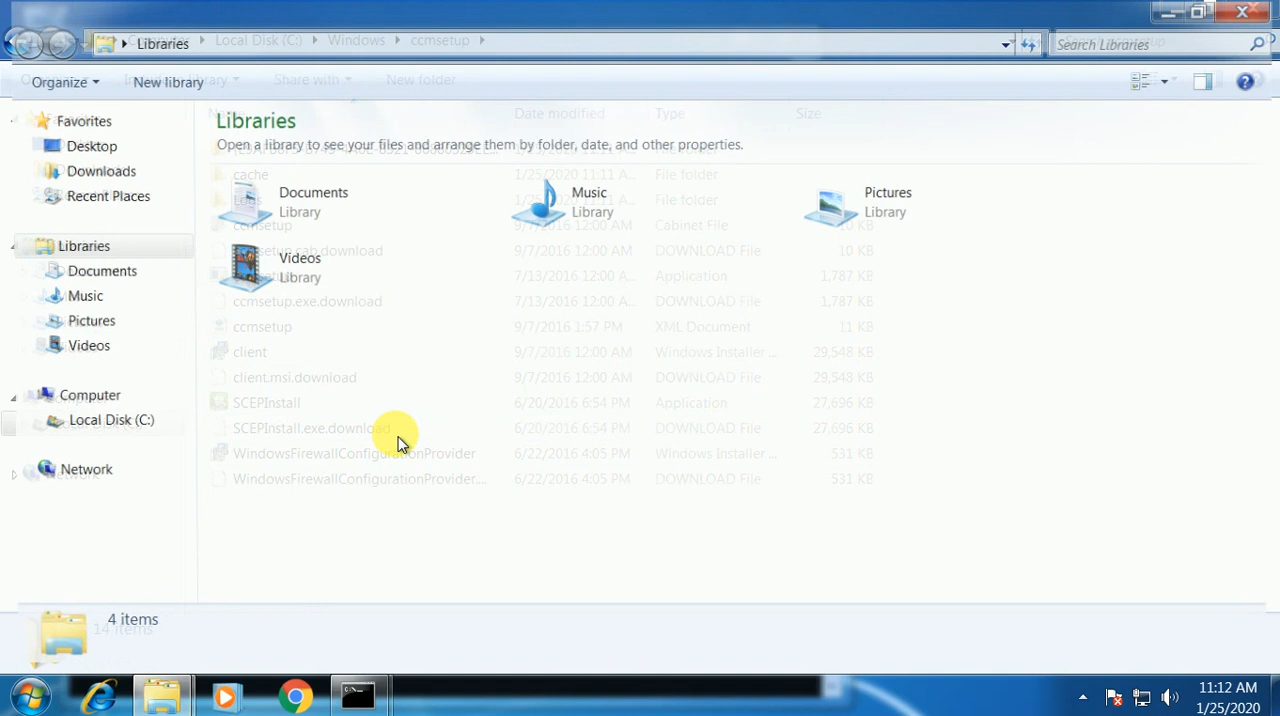 Libraries
Computer Local Disk (C:) Windows ccmsetup
Search Libraries
Organize
New library
Share with
New folder
Favorites
Desktop
Downloads
Recent Places
Libraries
Documents
Music
Pictures
Videos
Computer
Local Disk (C:)
Network
Libraries
Open a library to see your files and arrange them by folder, date, and other properties.
Documents
Library
Music
Library
Pictures
Library
Videos
Library
Date modified Type Size
cache 1/25/2020 11:11 A... File folder
1/25/2020 11:11 A... File folder
ccmsetup 9/7/2016 12:00 AM Cabinet File 10 KB
ccmsetup.cab.download 9/7/2016 12:00 AM DOWNLOAD File 10 KB
7/13/2016 12:00 AM Application 1,787 KB
ccmsetup.exe.download 7/13/2016 12:00 AM DOWNLOAD File 1,787 KB
ccmsetup 9/7/2016 1:57 PM XML Document 11 KB
client 9/7/2016 12:00 AM Windows Installer ... 29,548 KB
client.msi.download 9/7/2016 12:00 AM DOWNLOAD File 29,548 KB
SCEPInstall 6/20/2016 6:54 PM Application 27,696 KB
SCEPInstall.exe.download 6/20/2016 6:54 PM DOWNLOAD File 27,696 KB
WindowsFirewallConfigurationProvider 6/22/2016 4:05 PM Windows Installer ... 531 KB
WindowsFirewallConfigurationProvider... 6/22/2016 4:05 PM DOWNLOAD File 531 KB
4 items
14 items
11:12 AM
1/25/2020